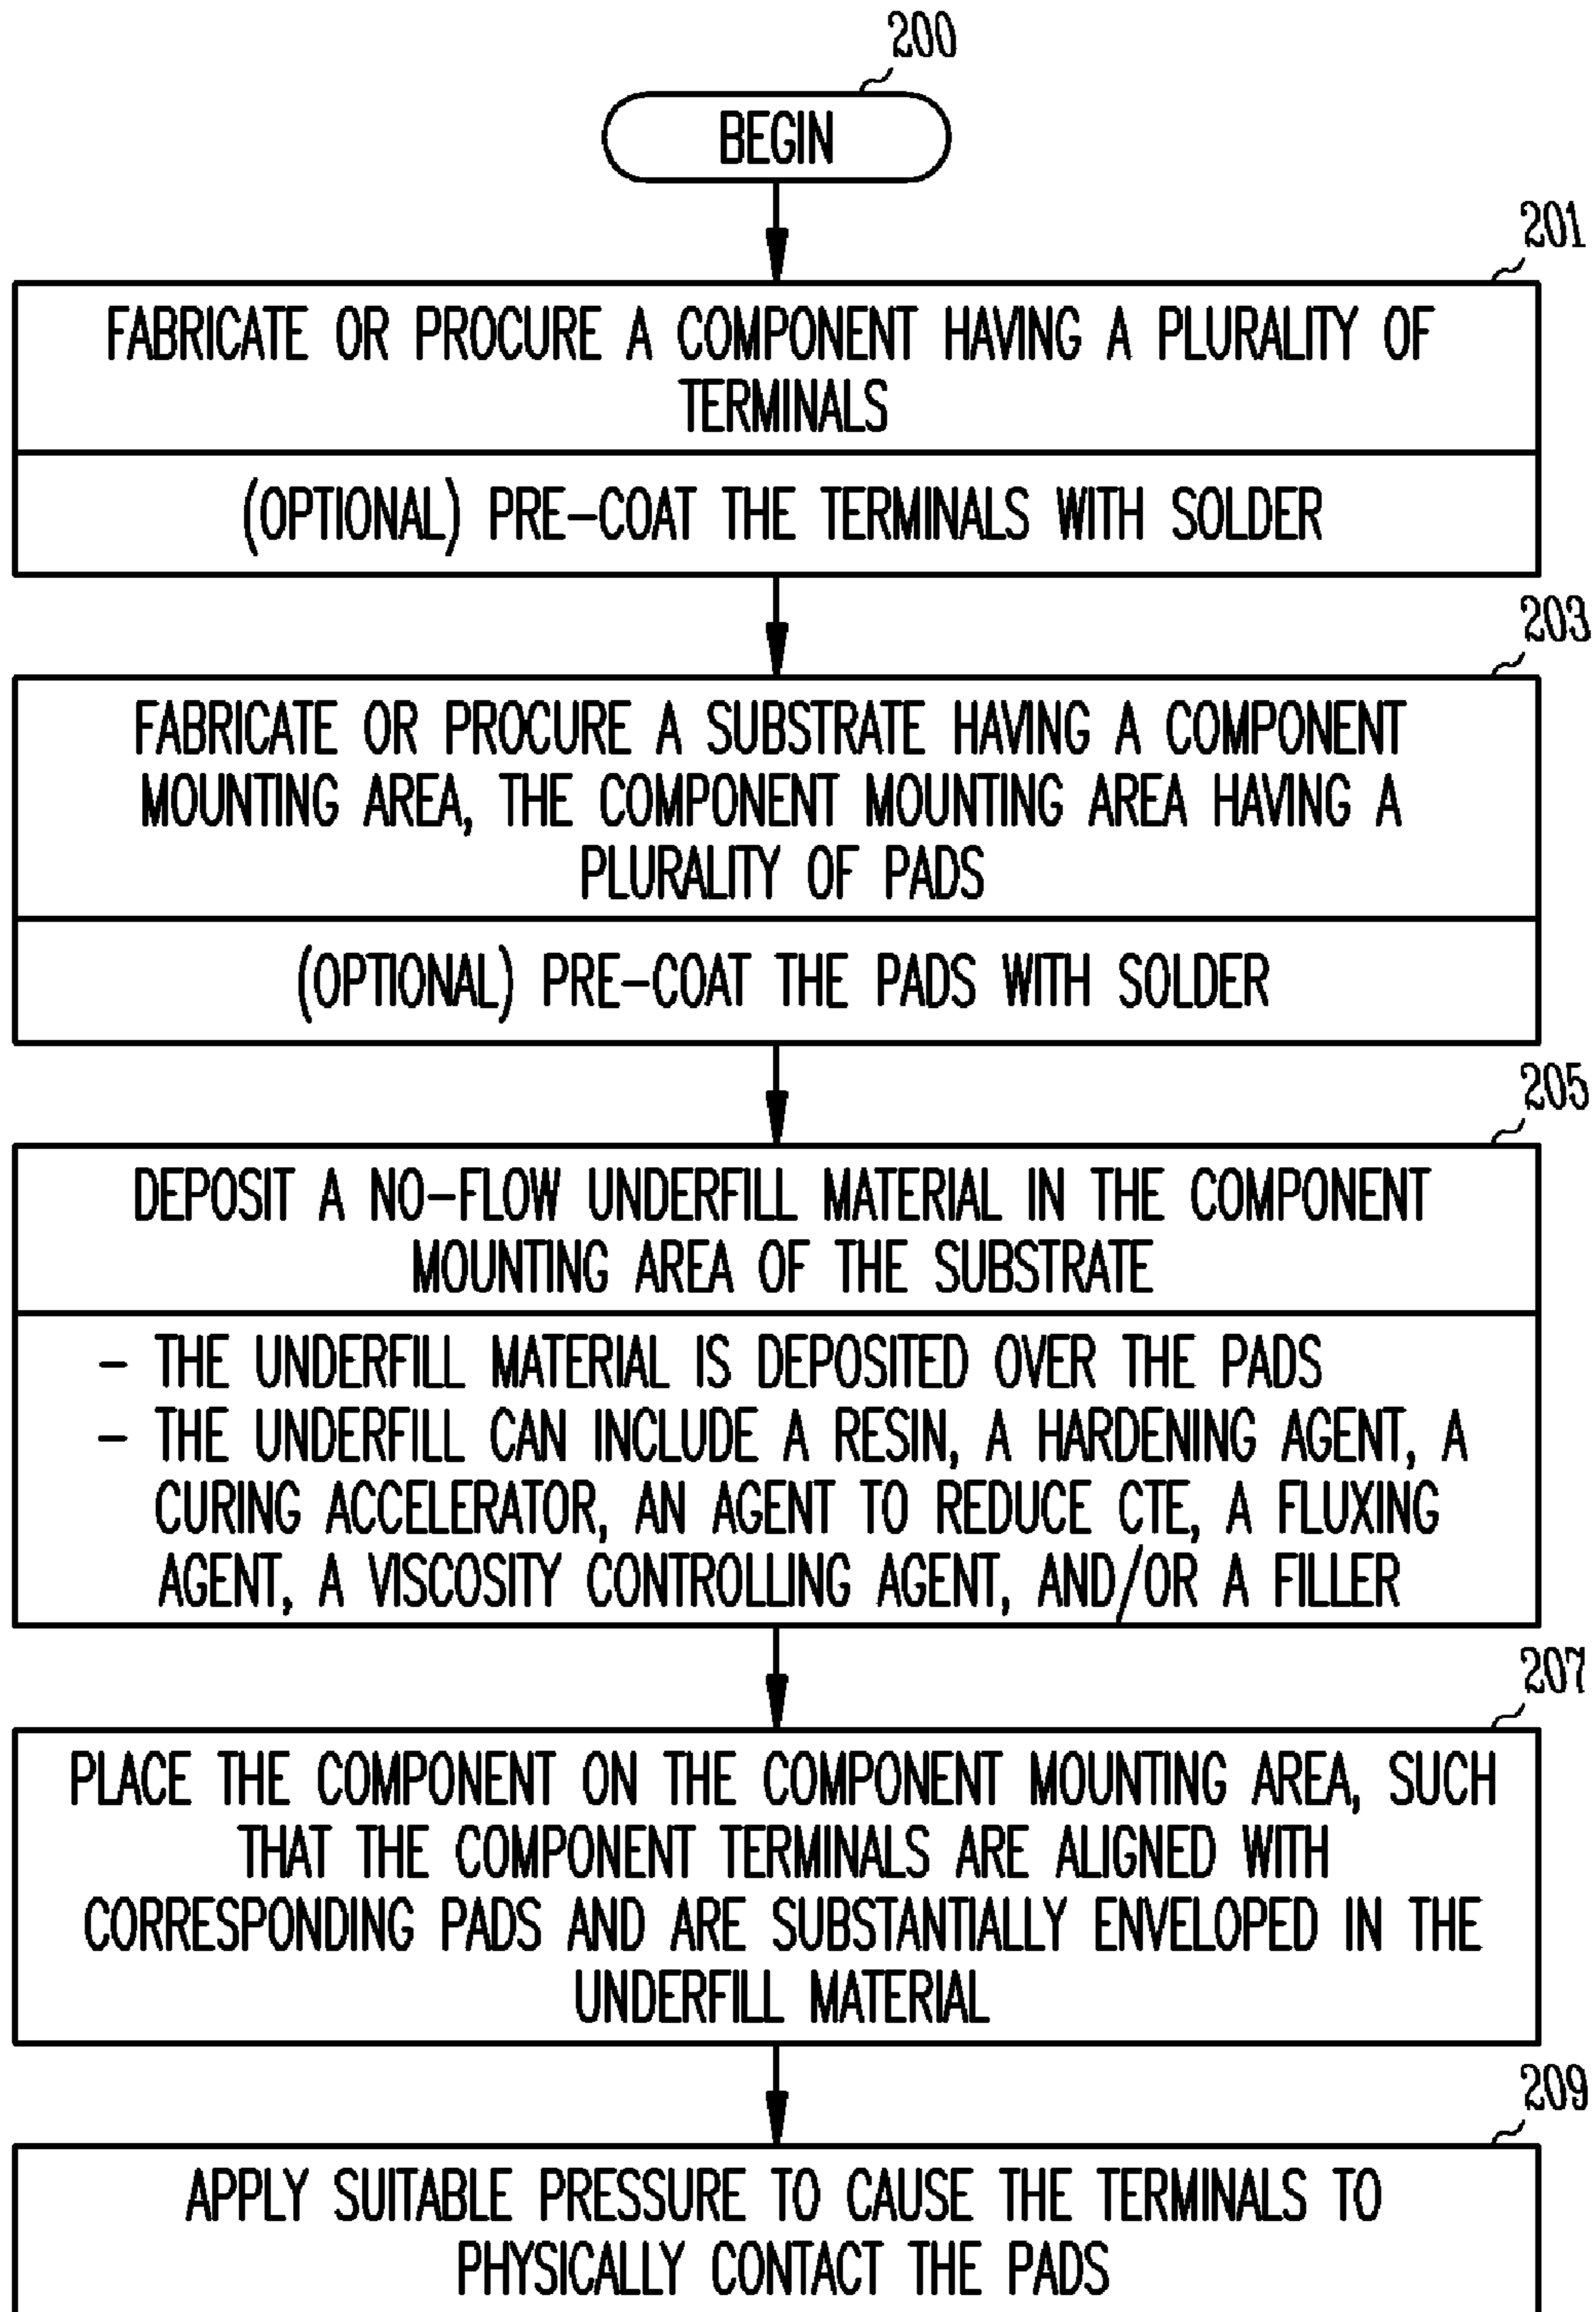 200
BEGIN
201
FABRICATE OR PROCURE A COMPONENT HAVING A PLURALITY OF
TERMINALS
(OPTIONAL) PRE-COAT THE TERMINALS WITH SOLDER
203
FABRICATE OR PROCURE A SUBSTRATE HAVING A COMPONENT
MOUNTING AREA, THE COMPONENT MOUNTING AREA HAVING A
PLURALITY OF PADS
(OPTIONAL) PRE-COAT THE PADS WITH SOLDER
205
DEPOSIT A NO-FLOW UNDERFILL MATERIAL IN THE COMPONENT
MOUNTING AREA OF THE SUBSTRATE
- THE UNDERFILL MATERIAL IS DEPOSITED OVER THE PADS
- THE UNDERFILL CAN INCLUDE A RESIN, A HARDENING AGENT, A
CURING ACCELERATOR, AN AGENT TO REDUCE CTE, A FLUXING
AGENT, A VISCOSITY CONTROLLING AGENT, AND/OR A FILLER
207
PLACE THE COMPONENT ON THE COMPONENT MOUNTING AREA, SUCH
THAT THE COMPONENT TERMINALS ARE ALIGNED WITH
CORRESPONDING PADS AND ARE SUBSTANTIALLY ENVELOPED IN THE
UNDERFILL MATERIAL
209
APPLY SUITABLE PRESSURE TO CAUSE THE TERMINALS TO
PHYSICALLY CONTACT THE PADS